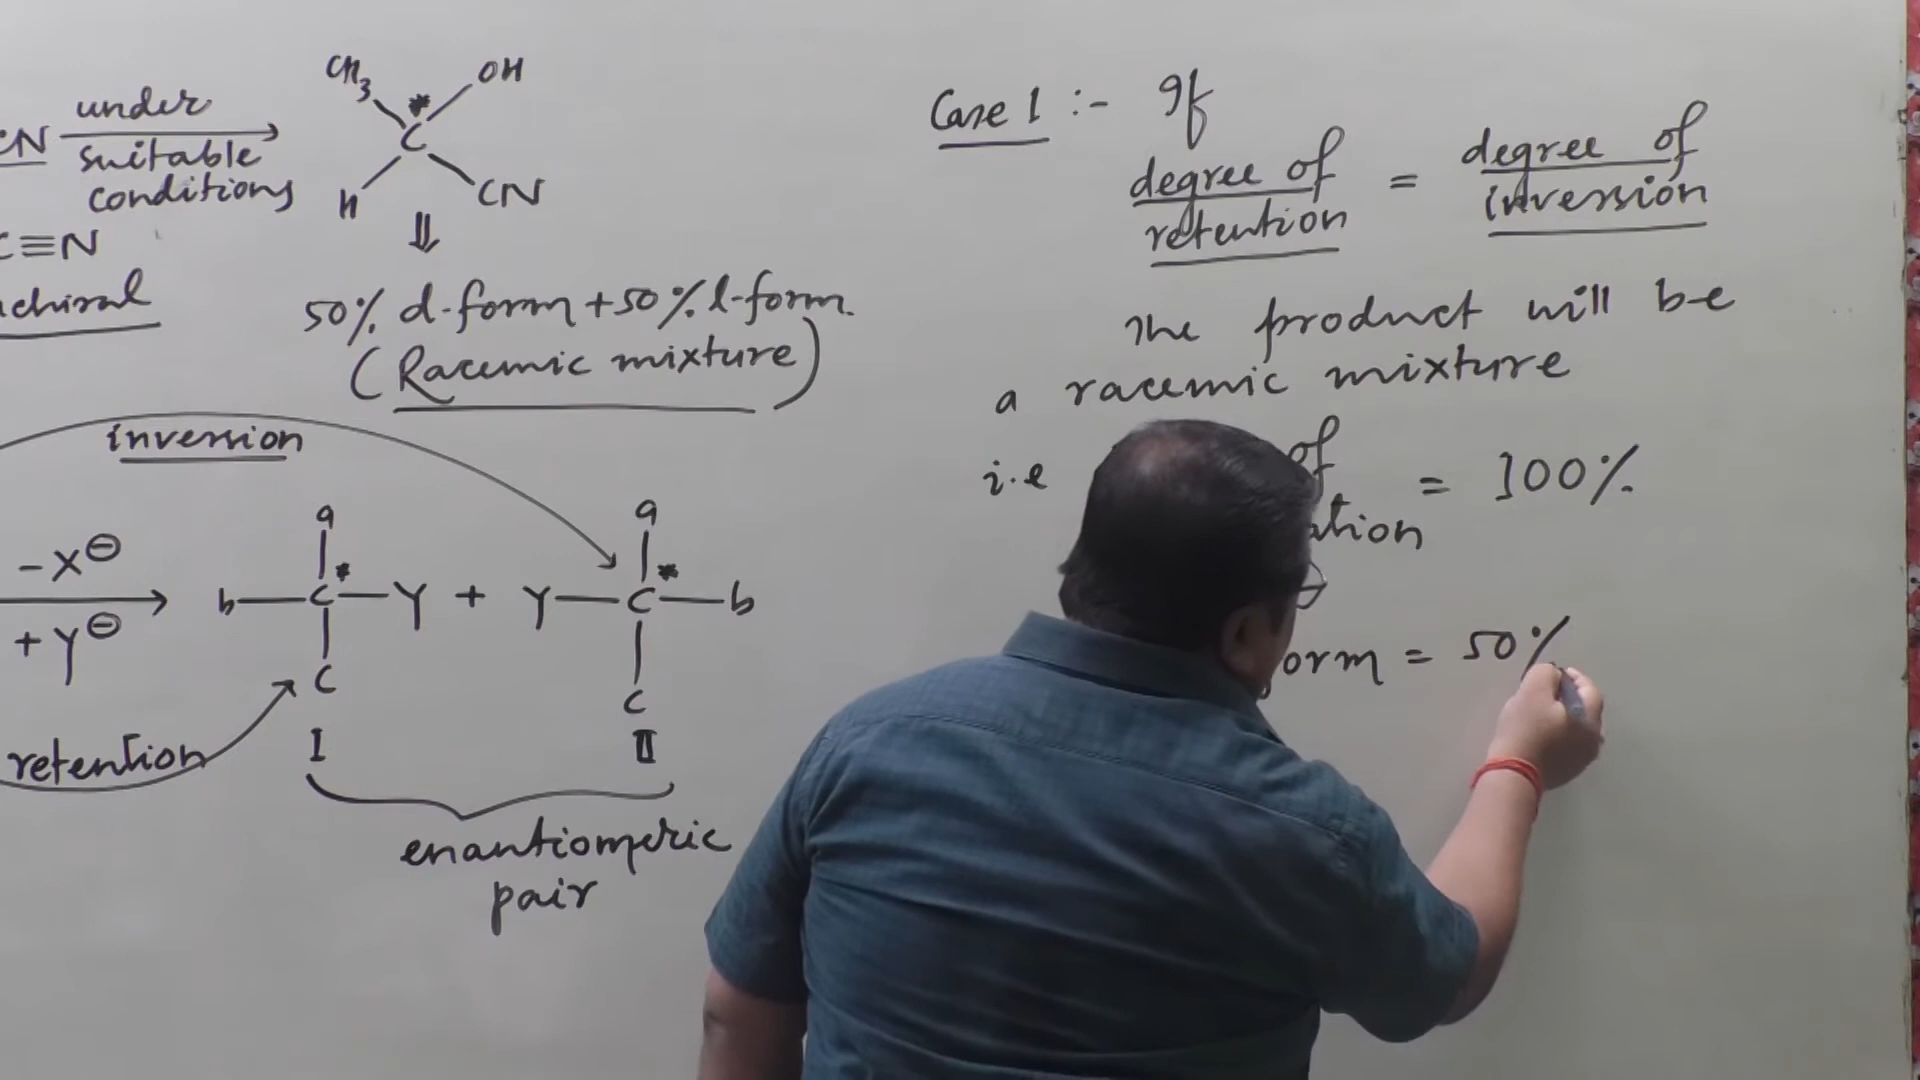 CH3 OH
CN under
suitable
conditions
*
C
H CN
⇓
C≡N
achiral
50% d-form + 50% l-form.
(Racemic mixture)
inversion
-X⊖
+Y⊖
a
b—C*—Y + Y—C*—b
a
C
C
I
II
retention
enantiomeric
pair
Case 1 :- If
degree of = degree of
retention inversion
The product will be
a racemic mixture
i.e of = 100%
ation
form = 50%